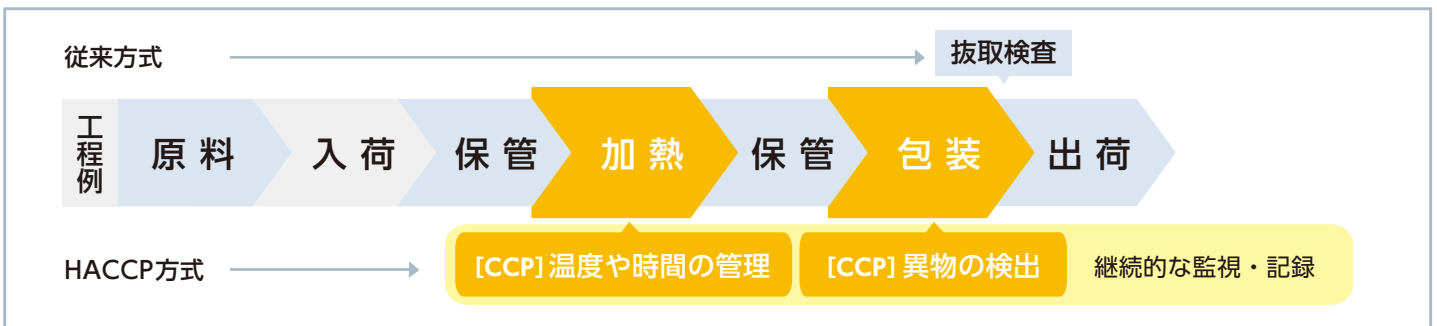 従来方式
抜取検査
工程例
原料
入荷
保管
加熱
保管
包装
出荷
HACCP方式
[CCP]温度や時間の管理
[CCP]異物の検出
継続的な監視・記録